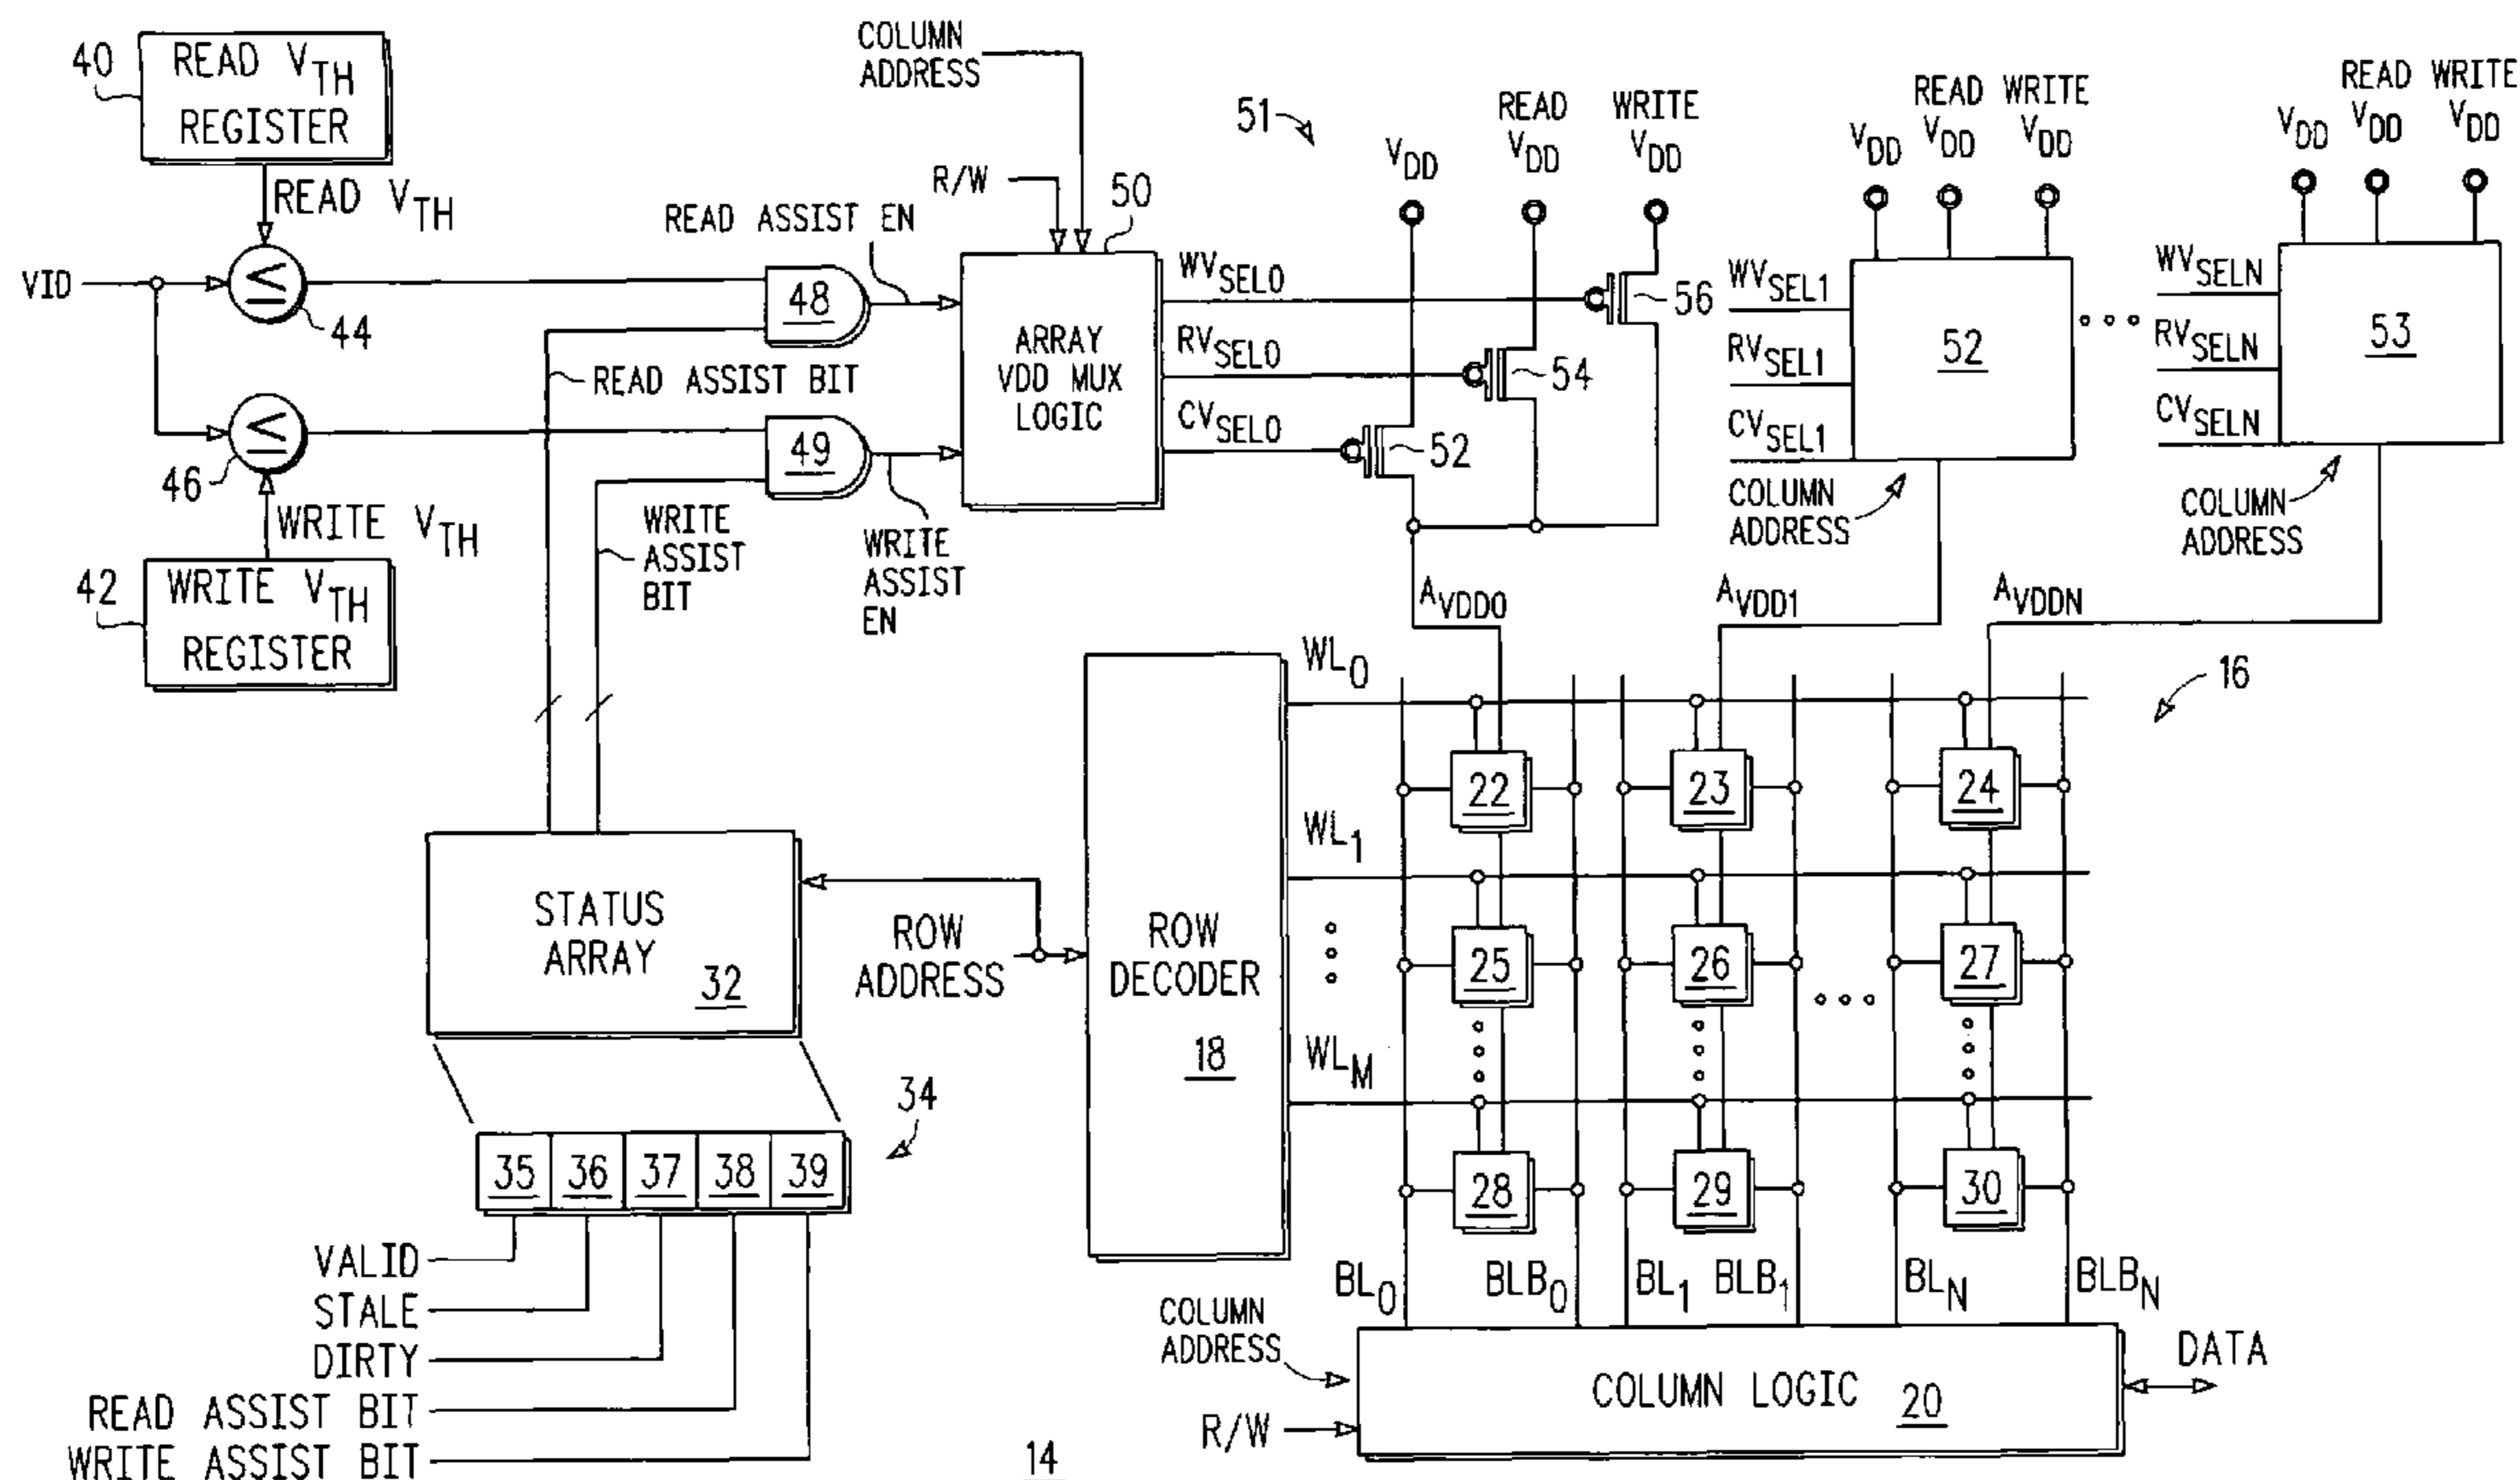 40
READ VTH
REGISTER
READ VTH
VID
≤
44
≤
46
WRITE VTH
42
WRITE VTH
REGISTER
COLUMN
ADDRESS
R/W
50
READ ASSIST EN
48
READ ASSIST BIT
49
WRITE
ASSIST
BIT
WRITE
ASSIST
EN
ARRAY
VDD MUX
LOGIC
WVSEL0
RVSEL0
CVSEL0
51
VDD
READ
VDD
WRITE
VDD
56
54
52
VDD
READ
VDD
WRITE
VDD
WVSEL1
RVSEL1
CVSEL1
52
COLUMN
ADDRESS
VDD
READ
VDD
WRITE
VDD
WVSELN
RVSELN
CVSELN
53
COLUMN
ADDRESS
AVDD0
AVDD1
AVDDN
16
STATUS
ARRAY
32
ROW
ADDRESS
ROW
DECODER
18
WL0
WL1
WLM
22
23
24
25
26
27
28
29
30
34
35
36
37
38
39
VALID
STALE
DIRTY
READ ASSIST BIT
WRITE ASSIST BIT
BL0
BLB0
BL1
BLB1
BLN
BLBN
COLUMN
ADDRESS
R/W
COLUMN LOGIC
20
DATA
14